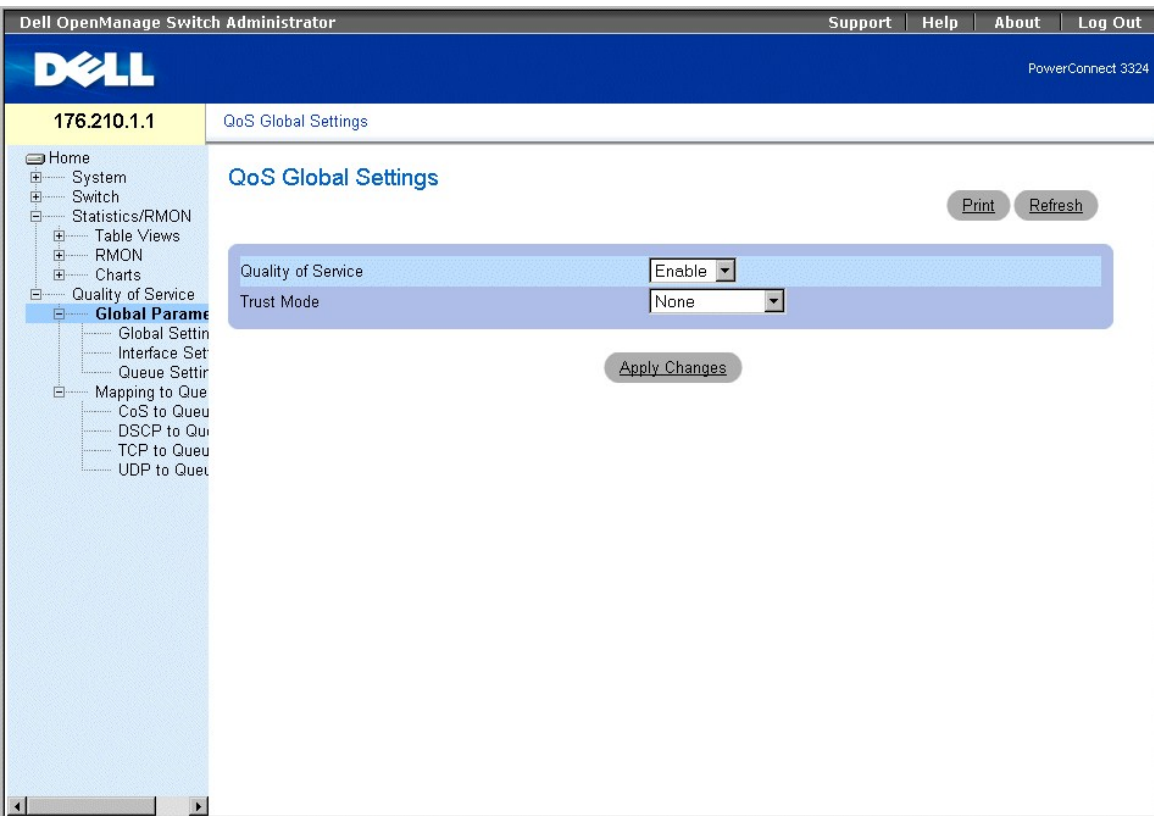 Dell OpenManage Switch Administrator Support Help About Log Out
DELL
PowerConnect 3324
176.210.1.1 QoS Global Settings
Home
System
Switch
Statistics/RMON
Table Views
RMON
Charts
Quality of Service
Global Parame
Global Settin
Interface Set
Queue Settin
Mapping to Que
CoS to Queu
DSCP to Qu
TCP to Queu
UDP to Queu
QoS Global Settings
Print Refresh
Quality of Service Enable
Trust Mode None
Apply Changes